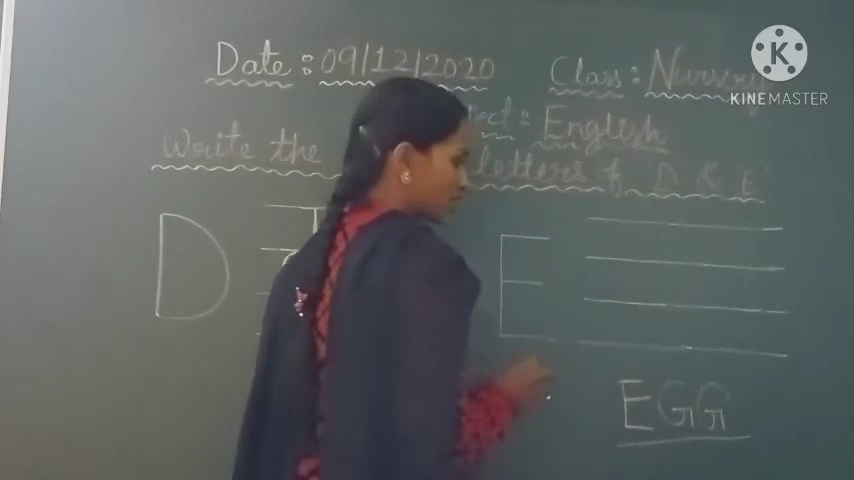 Date : 09/12/2020 Class : Nursery
K
KINEMASTER
: English
Write the letters of D & E
D E
EGG